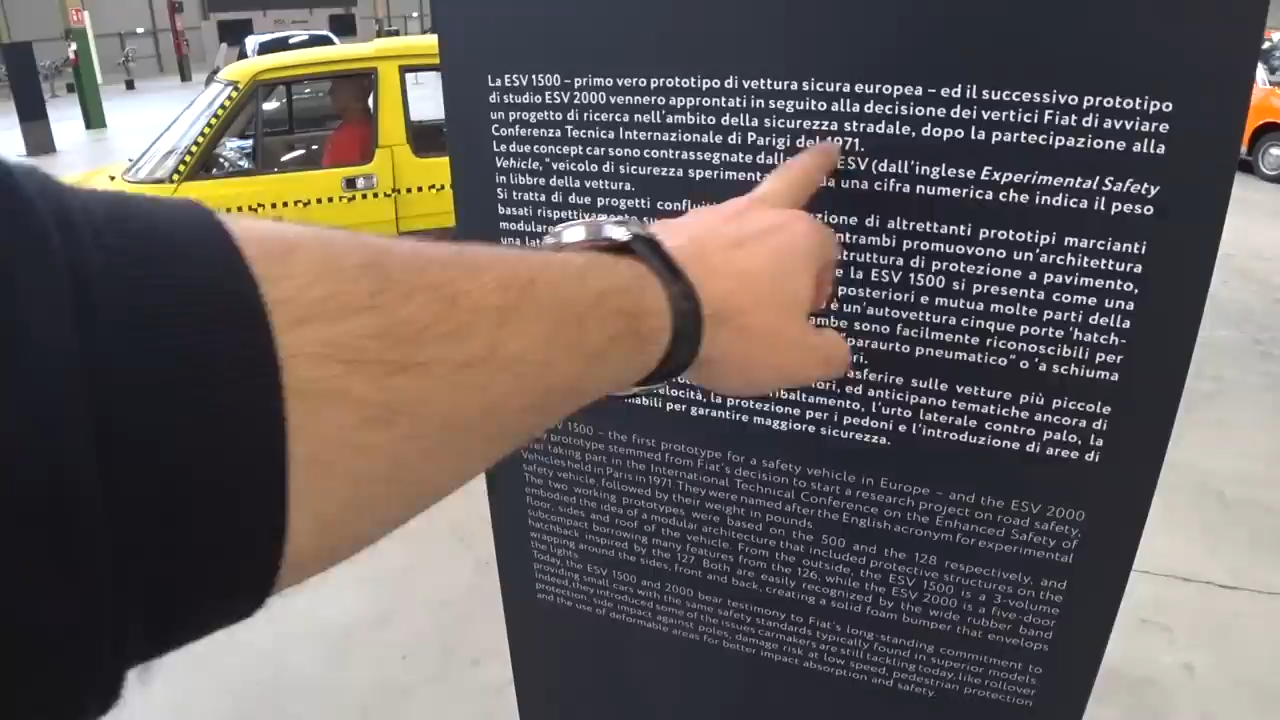 La ESV 1500 – primo vero prototipo di vettura sicura europea – ed il successivo prototipo
di studio ESV 2000 vennero approntati in seguito alla decisione dei vertici Fiat di avviare
un progetto di ricerca nell'ambito della sicurezza stradale, dopo la partecipazione alla
Conferenza Tecnica Internazionale di Parigi del 1971.
Le due concept car sono contrassegnate dalla ESV (dall'inglese Experimental Safety
Vehicle, "veicolo di sicurezza da una cifra numerica che indica il peso
in libbre della vettura.
Si tratta di due progetti di altrettanti prototipi marcianti
basati rispettivamente entrambi promuovono un'architettura
struttura di protezione a pavimento,
una e la ESV 1500 si presenta come una
posteriori e mutua molte parti della
è un'autovettura cinque porte 'hatch-
sono facilmente riconoscibili per
"paraurto pneumatico" o 'a schiuma
sulle vetture più piccole
ed anticipano tematiche ancora di
l'urto laterale contro palo, la
velocità, la protezione per i pedoni e l'introduzione di aree di
per garantire maggiore sicurezza.
1500 – the first prototype for a safety vehicle in Europe – and the ESV 2000
prototype stemmed from Fiat's decision to start a research project on road safety,
taking part in the International Technical Conference on the Enhanced Safety of
Vehicles held in Paris in 1971. They were named after the English acronym for experimental
safety vehicle, followed by their weight in pounds.
The two working prototypes were based on the 500 and the 128 respectively, and
embodied the idea of a modular architecture that included protective structures on the
floor, sides and roof of the vehicle. From the outside, the ESV 1500 is a 3-volume
subcompact borrowing many features from the 126, while the ESV 2000 is a five-door
hatchback inspired by the 127. Both are easily recognized by the wide rubber band
wrapping around the sides, front and back, creating a solid foam bumper that envelops
the lights.
Today, the ESV 1500 and 2000 bear testimony to Fiat's long-standing commitment to
providing small cars with the same safety standards typically found in superior models.
Indeed, they introduced some of the issues carmakers are still tackling today, like rollover
protection, side impact against poles, damage risk at low speed, pedestrian protection
and the use of deformable areas for better impact absorption and safety.